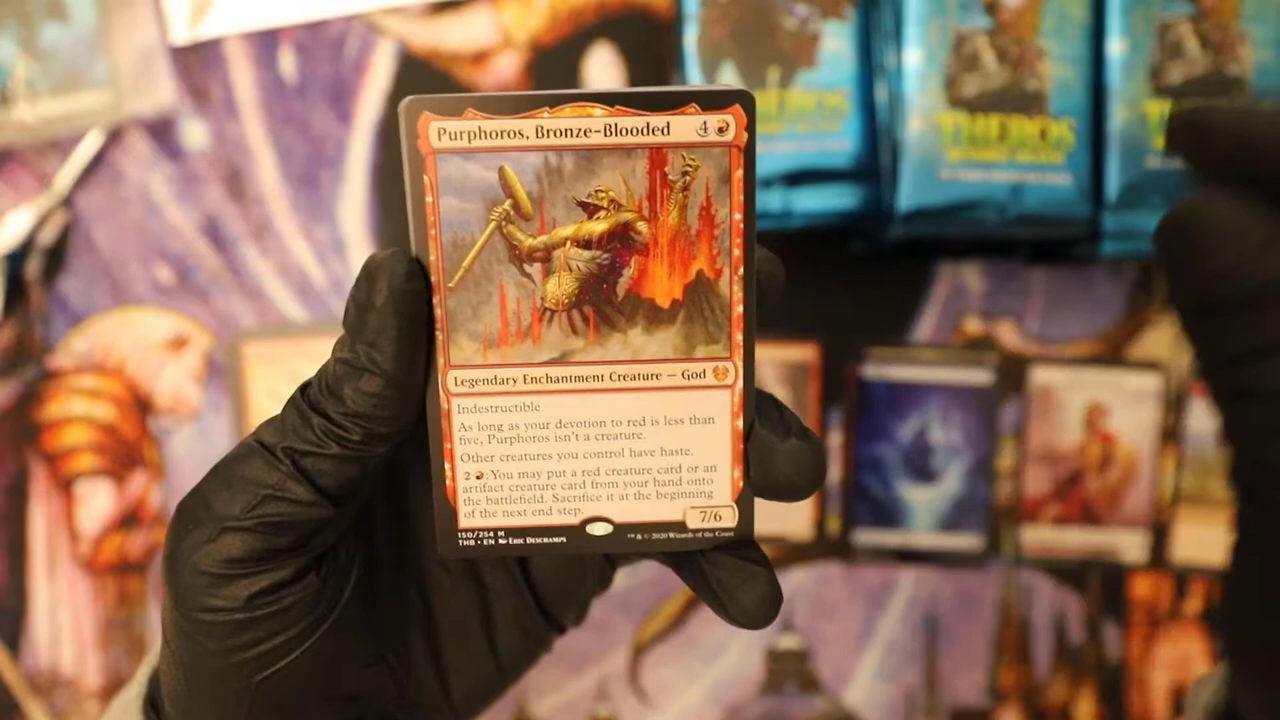 THEROS
Purphoros, Bronze-Blooded 4
Legendary Enchantment Creature — God
Indestructible
As long as your devotion to red is less than
five, Purphoros isn't a creature.
Other creatures you control have haste.
2 : You may put a red creature card or an
artifact creature card from your hand onto
the battlefield. Sacrifice it at the beginning
of the next end step.
7/6
150/254 M
THB • EN Eric Deschamps
™ & © 2020 Wizards of the Coast